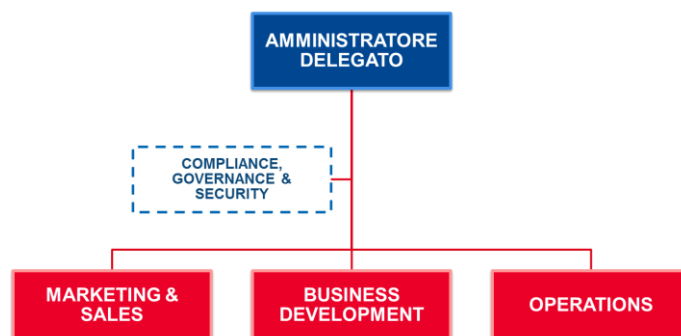 AMMINISTRATORE
DELEGATO
COMPLIANCE,
GOVERNANCE &
SECURITY
MARKETING &
SALES
BUSINESS
DEVELOPMENT
OPERATIONS